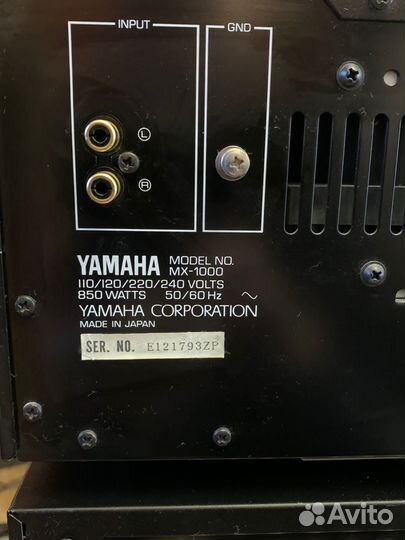 INPUT GND
L
R
YAMAHA MODEL NO. MX-1000
110/120/220/240 VOLTS
850 WATTS 50/60 Hz ~
YAMAHA CORPORATION
MADE IN JAPAN
SER. NO. E121793ZP
Avito